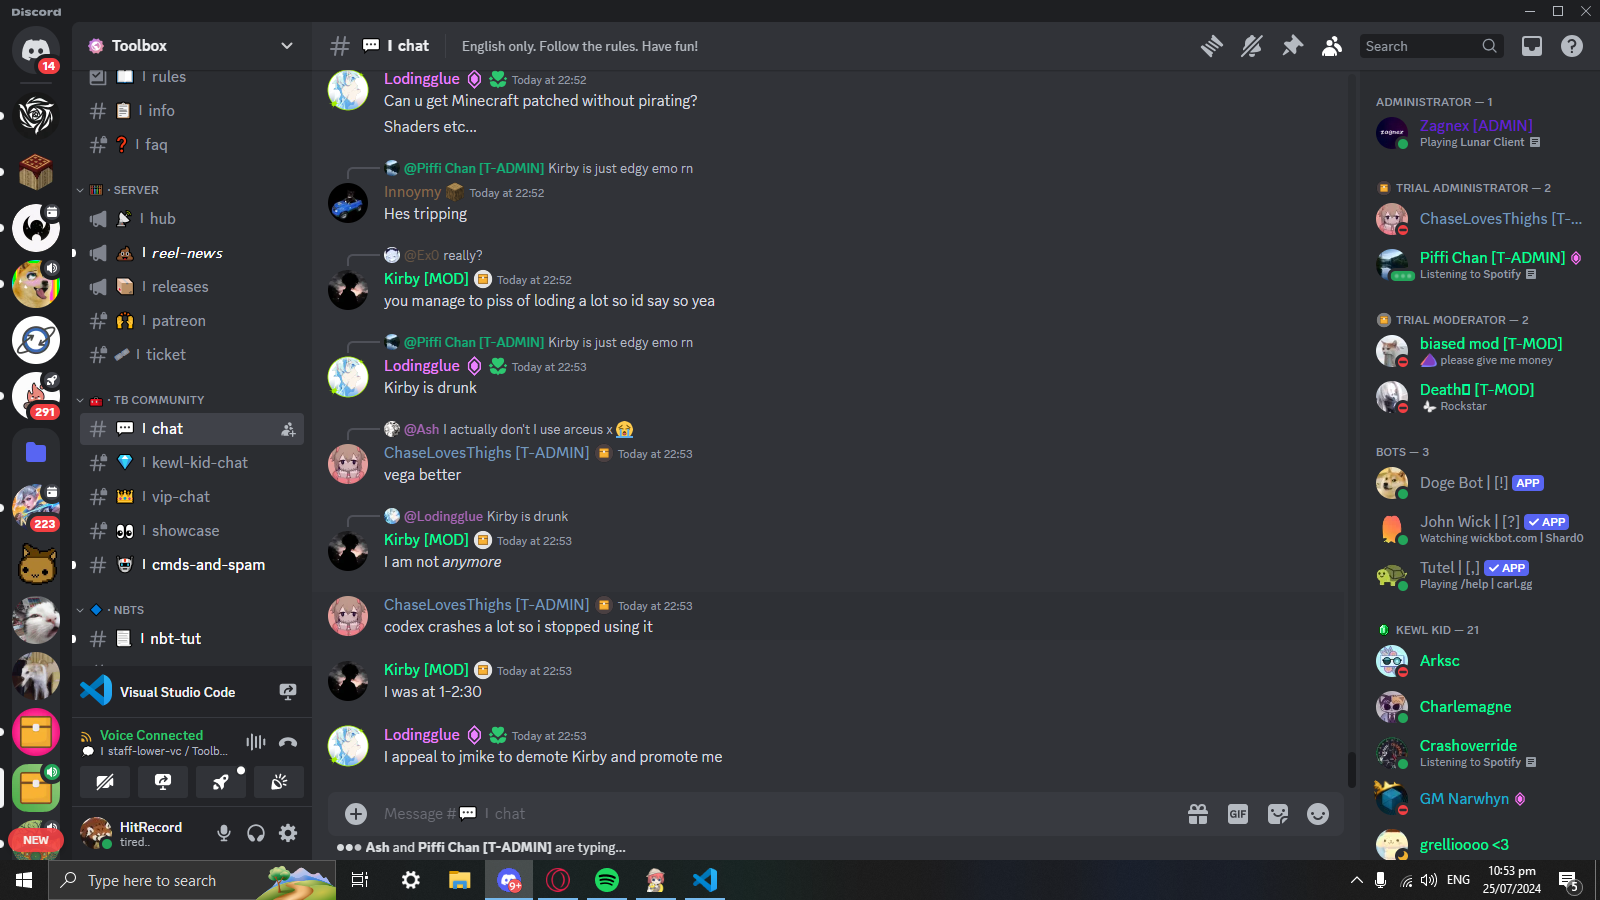 Discord
14
291
223
NEW
Toolbox
I rules
I info
I faq
· SERVER
I hub
I reel-news
I releases
I patreon
I ticket
· TB COMMUNITY
I chat
I kewl-kid-chat
I vip-chat
I showcase
I cmds-and-spam
· NBTS
I nbt-tut
Visual Studio Code
Voice Connected
I staff-lower-vc / Toolb...
HitRecord
tired..
I chat
English only. Follow the rules. Have fun!
Search
Lodingglue Today at 22:52
Can u get Minecraft patched without pirating?
Shaders etc...
@Piffi Chan [T-ADMIN] Kirby is just edgy emo rn
Innoymy Today at 22:52
Hes tripping
@Ex0 really?
Kirby [MOD] Today at 22:52
you manage to piss of loding a lot so id say so yea
@Piffi Chan [T-ADMIN] Kirby is just edgy emo rn
Lodingglue Today at 22:53
Kirby is drunk
@Ash I actually don't I use arceus x 😭
ChaseLovesThighs [T-ADMIN] Today at 22:53
vega better
@Lodingglue Kirby is drunk
Kirby [MOD] Today at 22:53
I am not anymore
ChaseLovesThighs [T-ADMIN] Today at 22:53
codex crashes a lot so i stopped using it
Kirby [MOD] Today at 22:53
I was at 1-2:30
Lodingglue Today at 22:53
I appeal to jmike to demote Kirby and promote me
Message # I chat
GIF
Ash and Piffi Chan [T-ADMIN] are typing...
ADMINISTRATOR — 1
zagnex
Zagnex [ADMIN]
Playing Lunar Client
TRIAL ADMINISTRATOR — 2
ChaseLovesThighs [T-...
Piffi Chan [T-ADMIN]
Listening to Spotify
TRIAL MODERATOR — 2
biased mod [T-MOD]
please give me money
Death▯ [T-MOD]
Rockstar
BOTS — 3
Doge Bot | [!] APP
John Wick | [?] ✓ APP
Watching wickbot.com | Shard0
Tutel | [,] ✓ APP
Playing /help | carl.gg
KEWL KID — 21
Arksc
Charlemagne
Crashoverride
Listening to Spotify
GM Narwhyn
grellioooo <3
Type here to search
9+
ENG
10:53 pm
25/07/2024
5